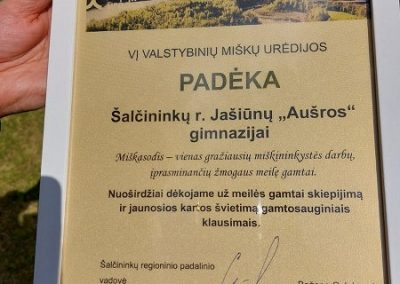 VĮ VALSTYBINIŲ MIŠKŲ URĖDIJOS
PADĖKA
Šalčininkų r. Jašiūnų „Aušros“
gimnazijai
Miškasodis – vienas gražiausių miškininkystės darbų,
įprasminančių žmogaus meilę gamtai.
Nuoširdžiai dėkojame už meilės gamtai skiepijimą
ir jaunosios kartos švietimą gamtosauginiais
klausimais.
Šalčininkų regioninio padalinio
vadovė